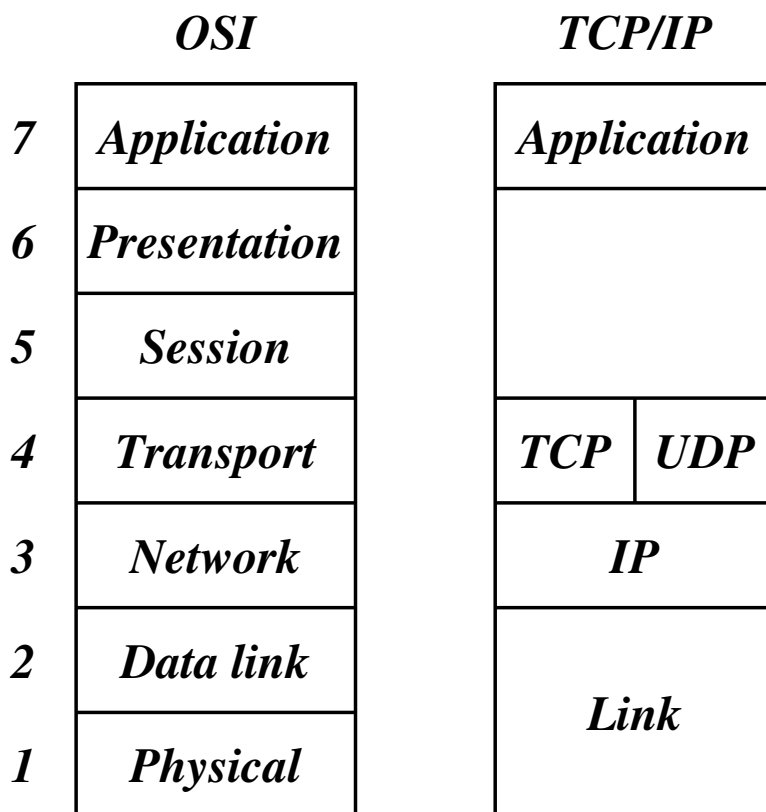 OSI TCP/IP
7 Application Application
6 Presentation
5 Session
4 Transport TCP UDP
3 Network IP
2 Data link
Link
1 Physical